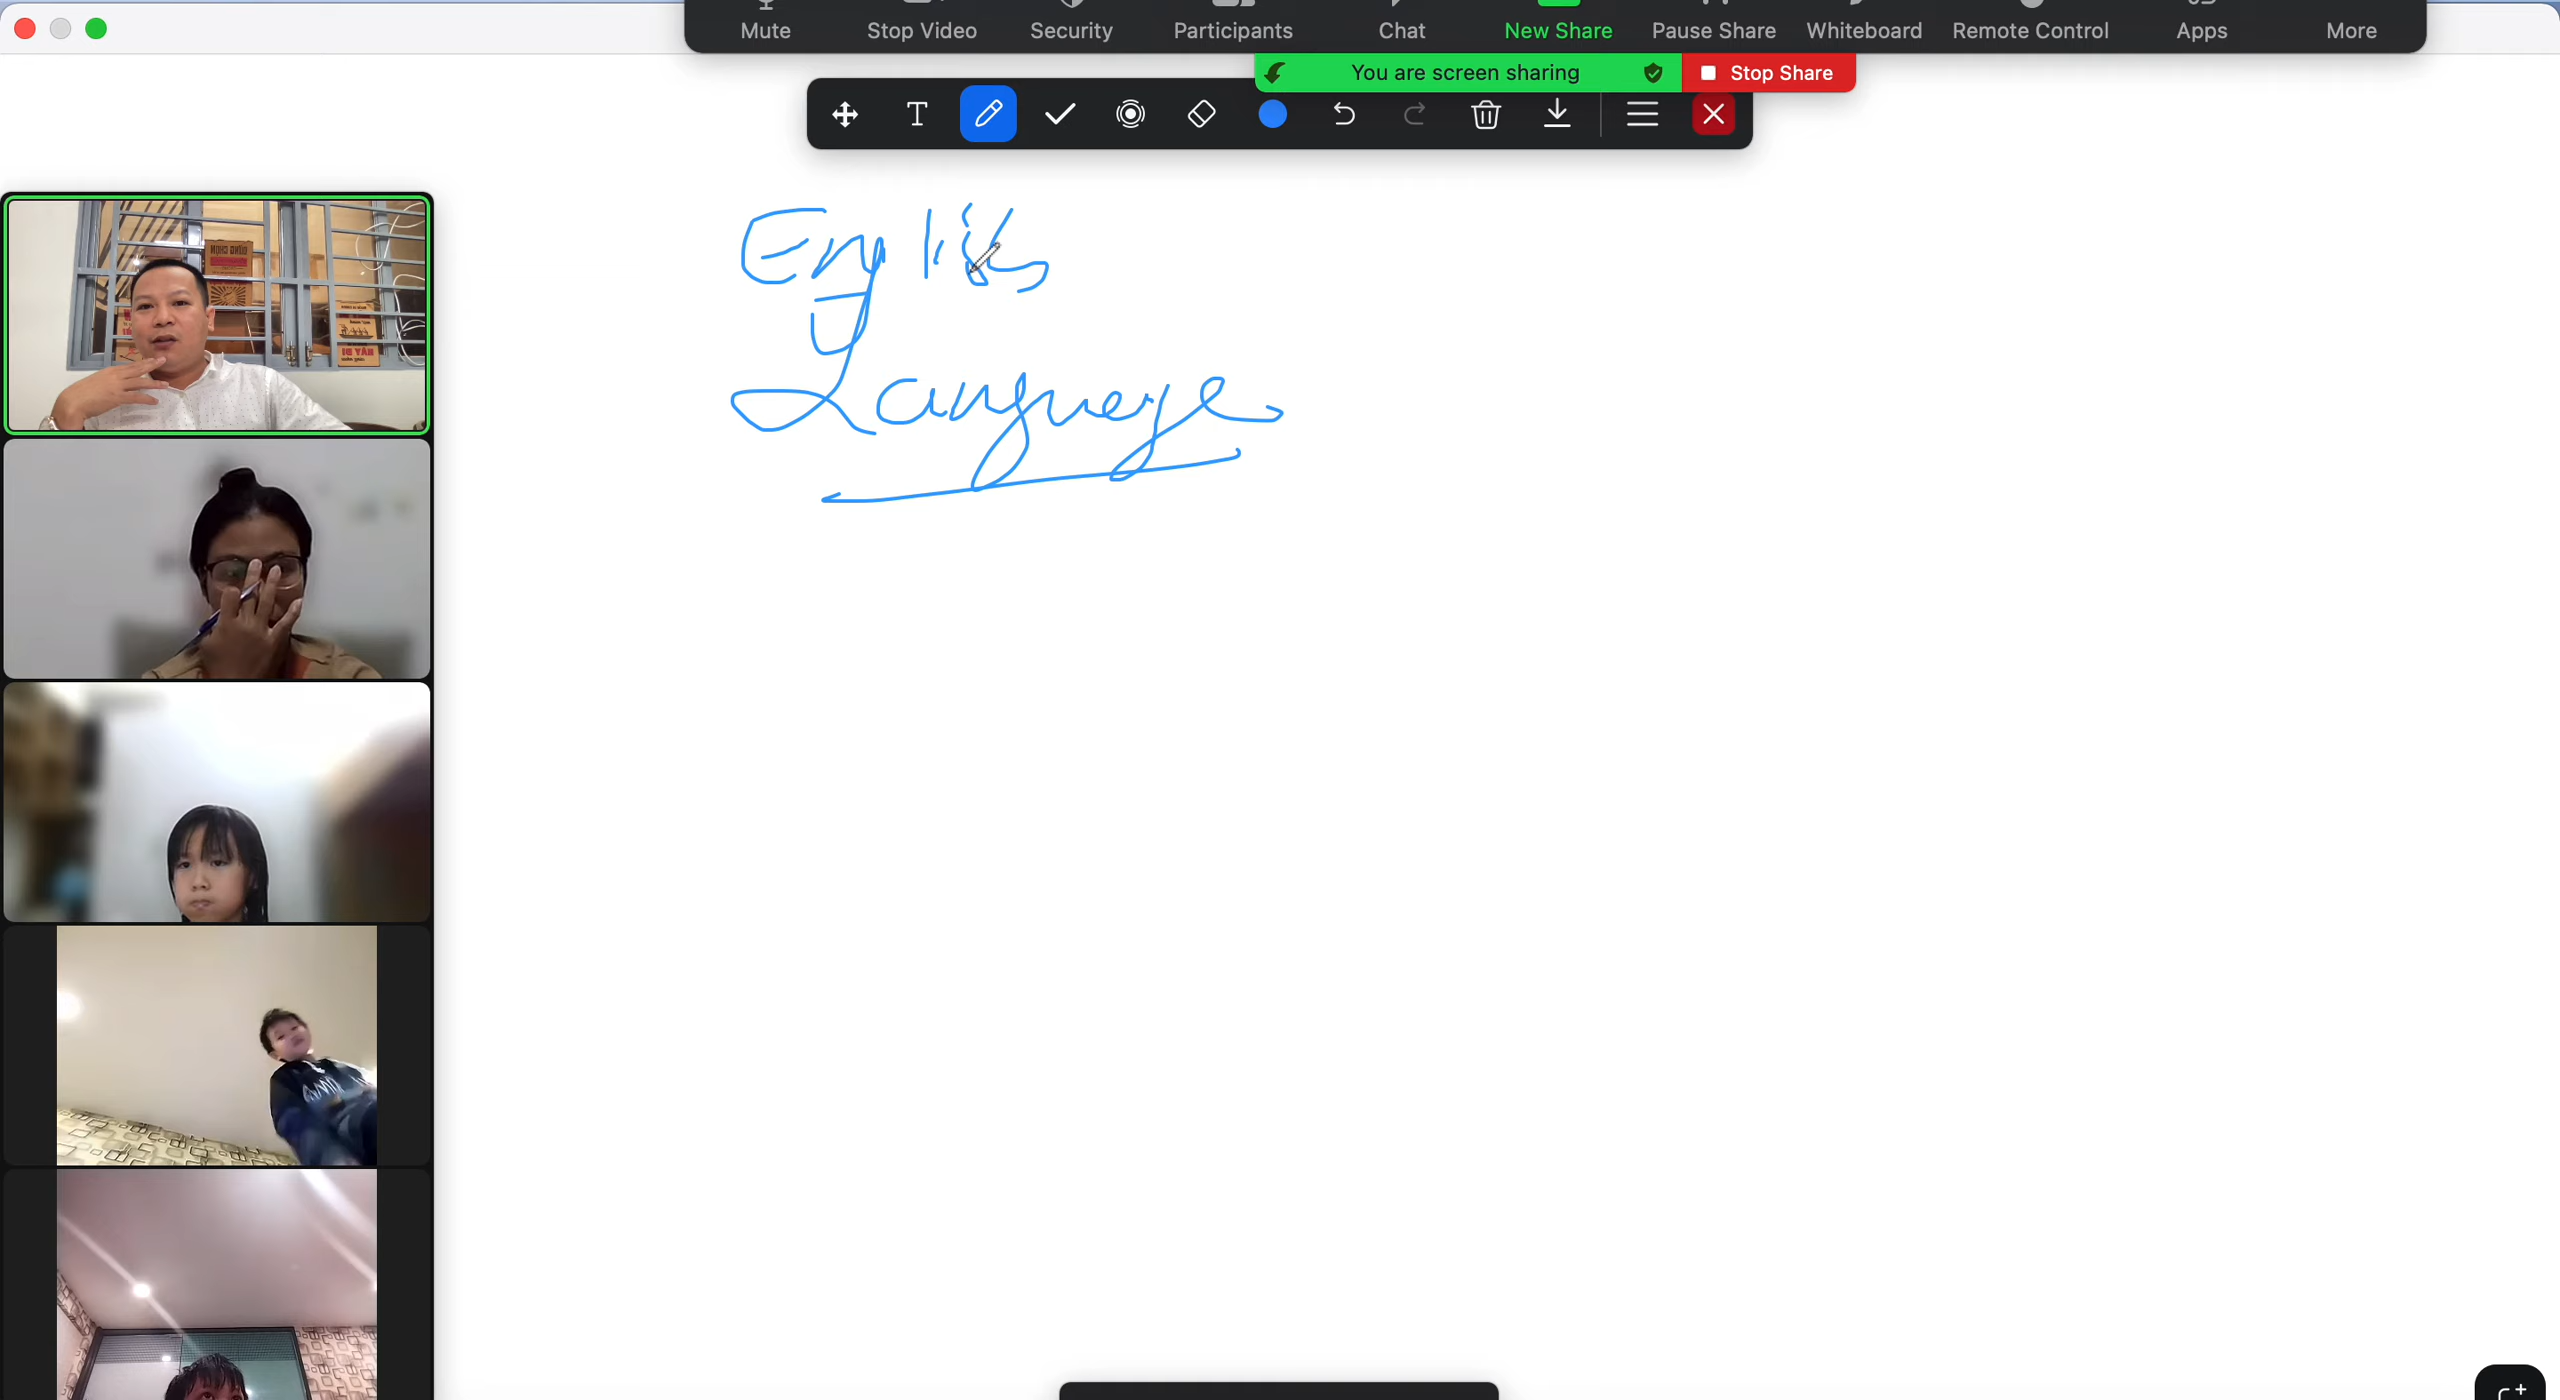 Mute Stop Video Security Participants Chat New Share Pause Share Whiteboard Remote Control Apps More
You are screen sharing Stop Share
T
English
Language